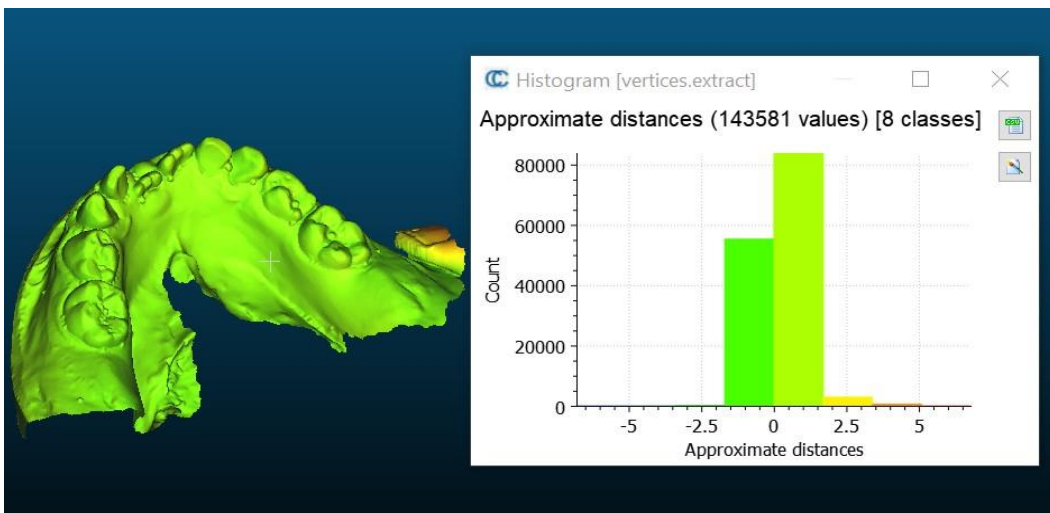 Histogram [vertices.extract]
Approximate distances (143581 values) [8 classes]
80000
60000
40000
20000
0
Count
-5 -2.5 0 2.5 5
Approximate distances